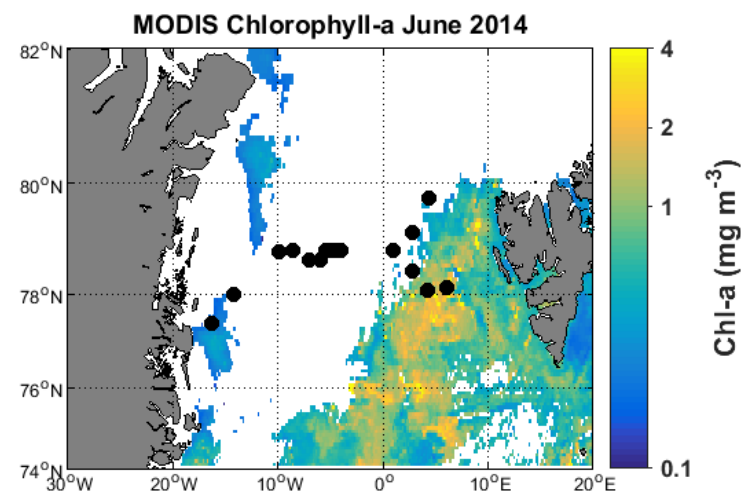 MODIS Chlorophyll-a June 2014
82°N
80°N
78°N
76°N
74°N
30°W
20°W
10°W
0°
10°E
20°E
4
2
1
0.1
Chl-a (mg m-3)